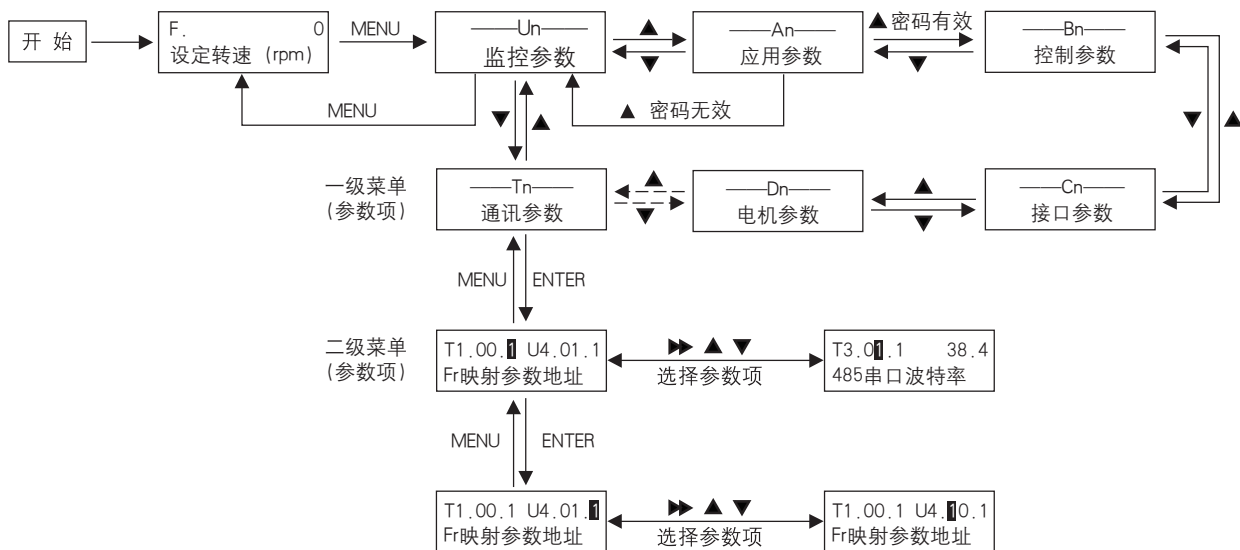 开 始
F. 0
设定转速 (rpm)
MENU
——Un——
监控参数
▲
▼
——An——
应用参数
▲密码有效
▼
——Bn——
控制参数
MENU
▼
▲
▲ 密码无效
▼
▲
一级菜单
(参数项)
——Tn——
通讯参数
▲
▼
——Dn——
电机参数
▲
▼
——Cn——
接口参数
MENU
ENTER
二级菜单
(参数项)
T1.00.1 U4.01.1
Fr映射参数地址
▶▶ ▲ ▼
选择参数项
T3.01.1 38.4
485串口波特率
MENU
ENTER
T1.00.1 U4.01.1
Fr映射参数地址
▶▶ ▲ ▼
选择参数项
T1.00.1 U4.10.1
Fr映射参数地址